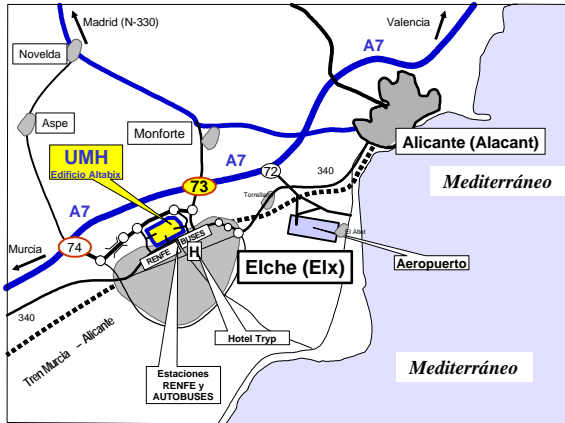 Madrid (N-330)
Valencia
A7
Novelda
Aspe
Monforte
Alicante (Alacant)
UMH
Edificio Altabix
A7
72
340
Mediterráneo
73
Torrellano
A7
El Altet
Murcia
74
RENFE
BUSES
H
Elche (Elx)
Aeropuerto
340
Tren Murcia - Alicante
Hotel Tryp
Mediterráneo
Estaciones
RENFE y
AUTOBUSES